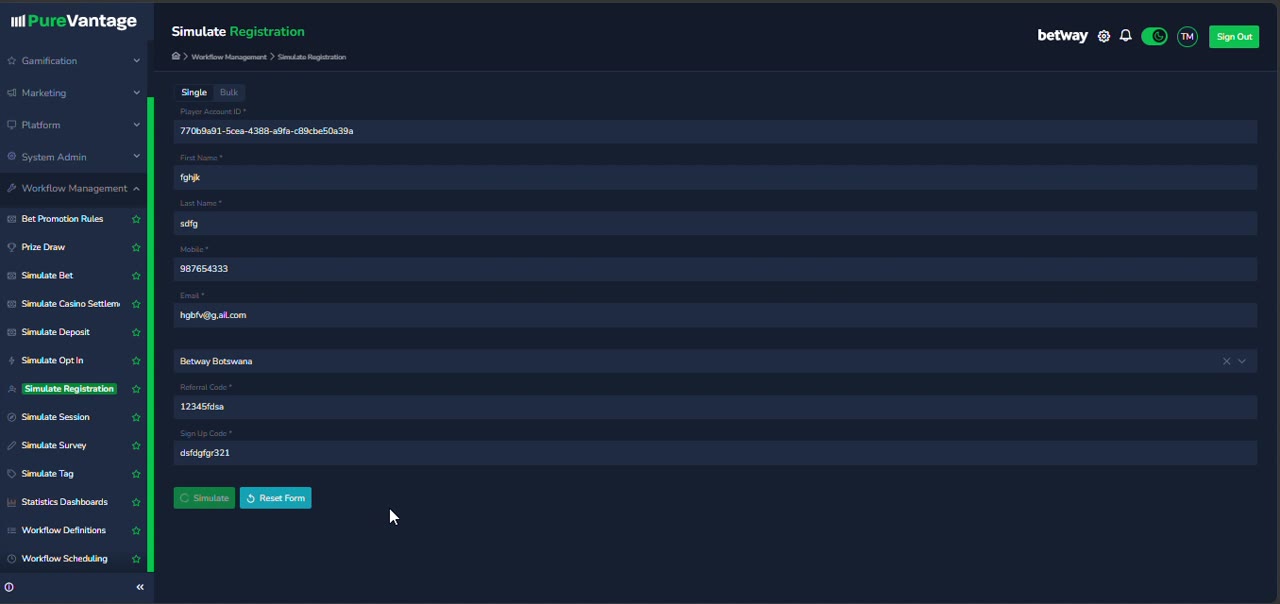 PureVantage
Gamification
Marketing
Platform
System Admin
Workflow Management
Bet Promotion Rules
Prize Draw
Simulate Bet
Simulate Casino Settlem
Simulate Deposit
Simulate Opt In
Simulate Registration
Simulate Session
Simulate Survey
Simulate Tag
Statistics Dashboards
Workflow Definitions
Workflow Scheduling
Simulate Registration
Workflow Management > Simulate Registration
betway
TM
Sign Out
Single Bulk
Player Account ID *
770b9a91-5cea-4388-a9fa-c89cbe50a39a
First Name *
fghjk
Last Name *
sdfg
Mobile *
987654333
Email *
hgbfv@g,ail.com
Betway Botswana
Referral Code *
12345fdsa
Sign Up Code *
dsfdgfgr321
Simulate Reset Form